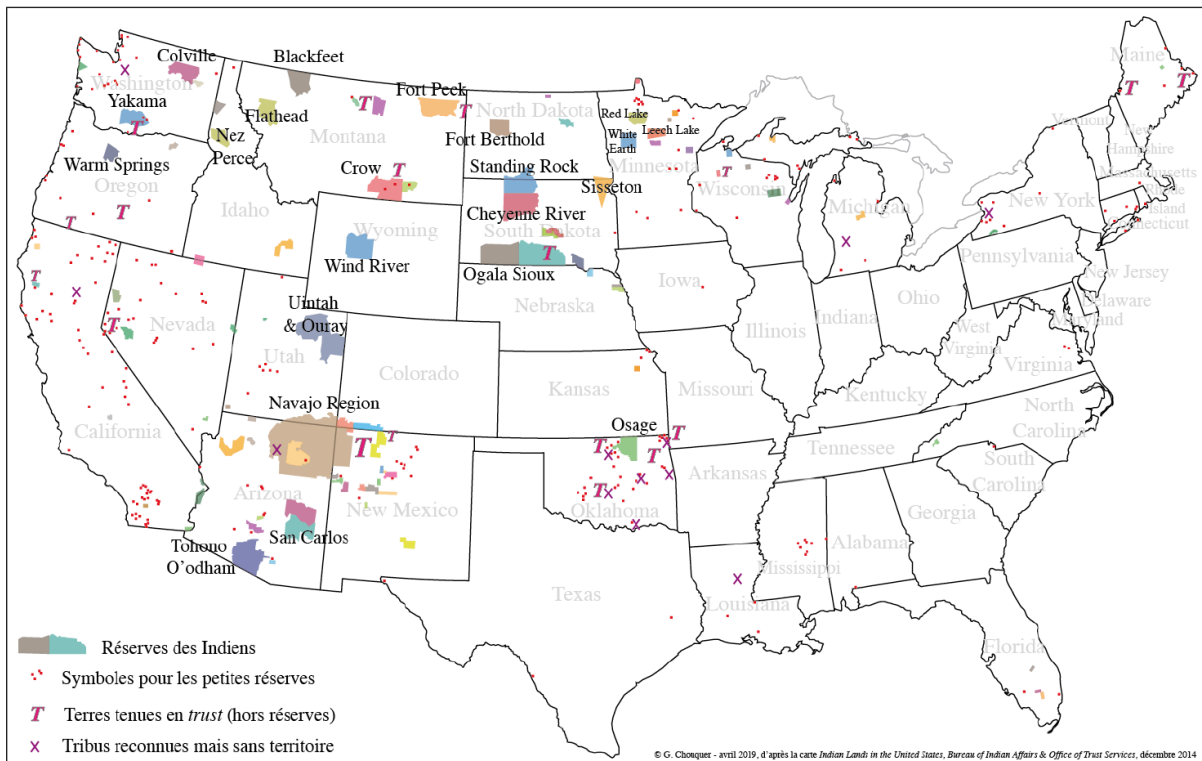 Colville
Blackfeet
Maine
Washington
Yakama
Flathead
Fort Peck
North Dakota
Red Lake
Nez
Perce
Montana
Fort Berthold
White
Earth
Leech Lake
Minnesota
Vermont
New
Hampshire
Warm Springs
Oregon
Crow
Standing Rock
Sisseton
Wisconsin
Massachusetts
Rhode
Island
Connecticut
Idaho
Cheyenne River
South Dakota
Michigan
New York
Wyoming
Wind River
Ogala Sioux
Pennsylvania
Iowa
New Jersey
Nebraska
Ohio
Delaware
Maryland
Uintah
& Ouray
Nevada
Utah
Illinois
Indiana
West
Virginia
Virginia
Colorado
Kansas
Missouri
Kentucky
Navajo Region
California
Osage
Tennessee
North
Carolina
Arkansas
South
Carolina
Arizona
New Mexico
Oklahoma
Georgia
San Carlos
Alabama
Mississippi
Tohono
O'odham
Texas
Louisiana
Florida
Réserves des Indiens
Symboles pour les petites réserves
T Terres tenues en trust (hors réserves)
x Tribus reconnues mais sans territoire
© G. Chouquer - avril 2019, d'après la carte Indian Lands in the United States, Bureau of Indian Affairs & Office of Trust Services, décembre 2014